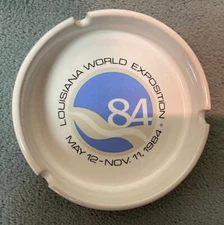 LOUISIANA WORLD EXPOSITION
84
MAY 12-NOV. 11, 1984